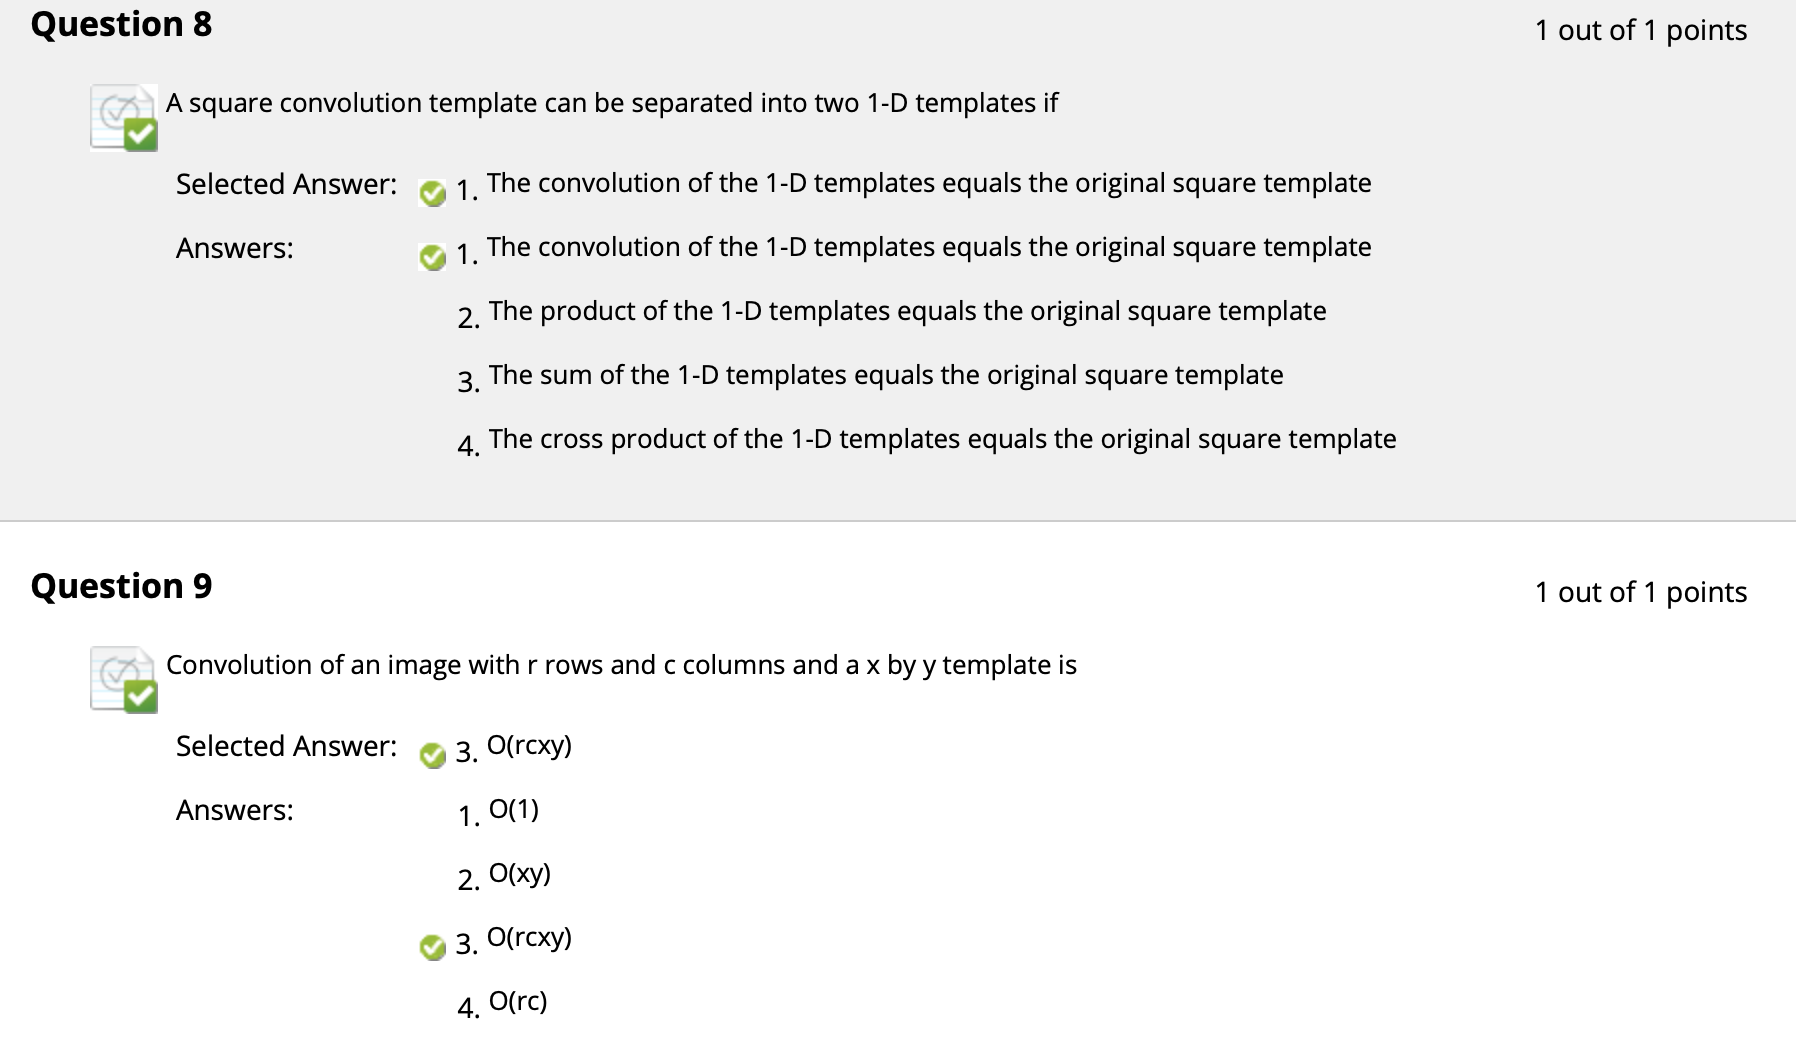 Question 8
1 out of 1 points
A square convolution template can be separated into two 1-D templates if
Selected Answer: 1. The convolution of the 1-D templates equals the original square template
Answers: 1. The convolution of the 1-D templates equals the original square template
2. The product of the 1-D templates equals the original square template
3. The sum of the 1-D templates equals the original square template
4. The cross product of the 1-D templates equals the original square template
Question 9
1 out of 1 points
Convolution of an image with r rows and c columns and a x by y template is
Selected Answer: 3. O(rcxy)
Answers: 1. O(1)
2. O(xy)
3. O(rcxy)
4. O(rc)